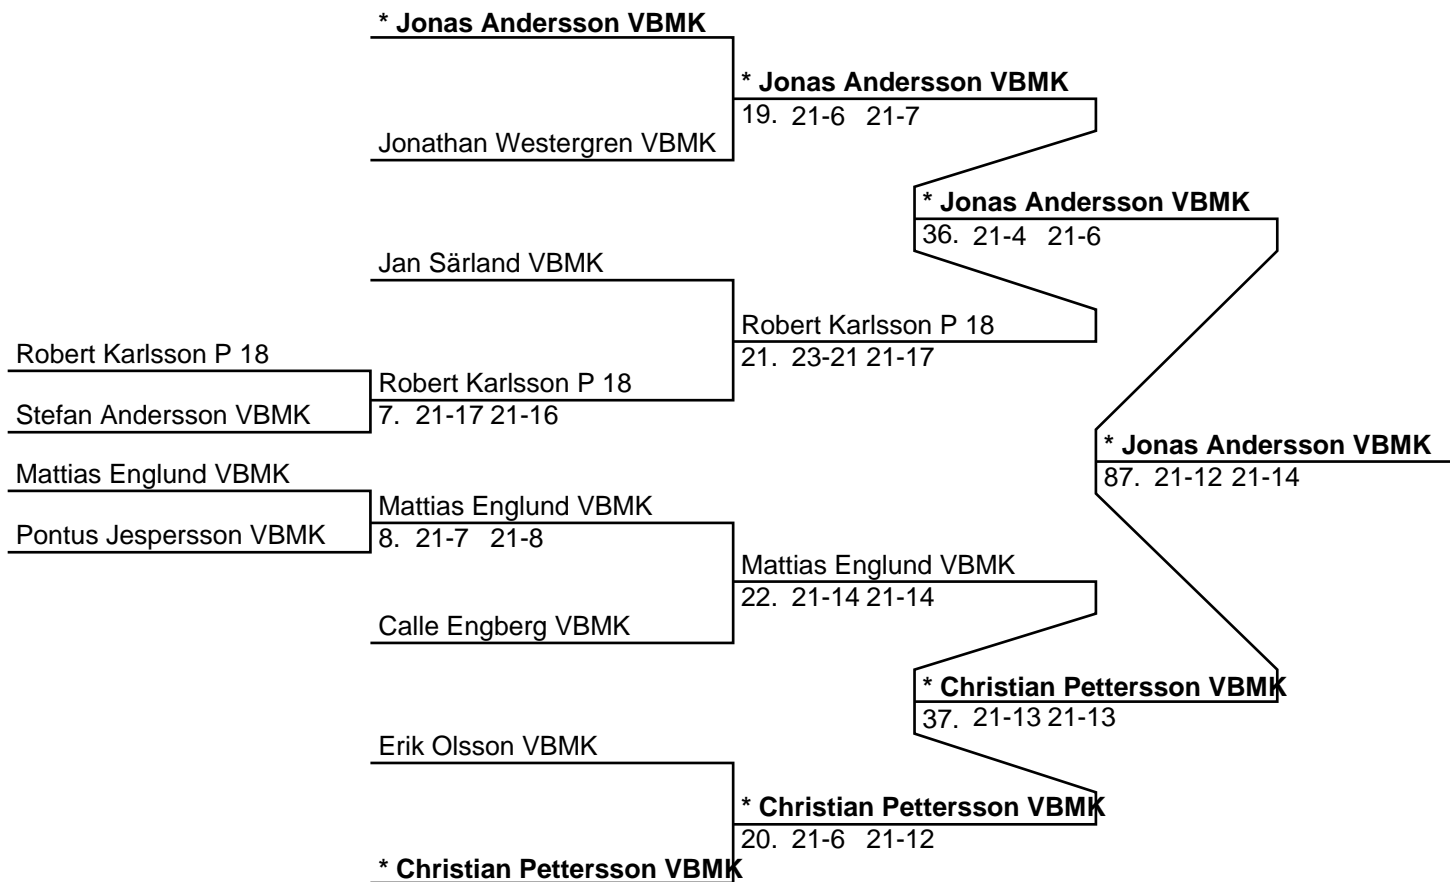 * Jonas Andersson VBMK
* Jonas Andersson VBMK
19. 21-6 21-7
Jonathan Westergren VBMK
* Jonas Andersson VBMK
36. 21-4 21-6
Jan Särland VBMK
Robert Karlsson P 18
21. 23-21 21-17
Robert Karlsson P 18
Robert Karlsson P 18
7. 21-17 21-16
Stefan Andersson VBMK
* Jonas Andersson VBMK
87. 21-12 21-14
Mattias Englund VBMK
Mattias Englund VBMK
8. 21-7 21-8
Pontus Jespersson VBMK
Mattias Englund VBMK
22. 21-14 21-14
Calle Engberg VBMK
* Christian Pettersson VBMK
37. 21-13 21-13
Erik Olsson VBMK
* Christian Pettersson VBMK
20. 21-6 21-12
* Christian Pettersson VBMK